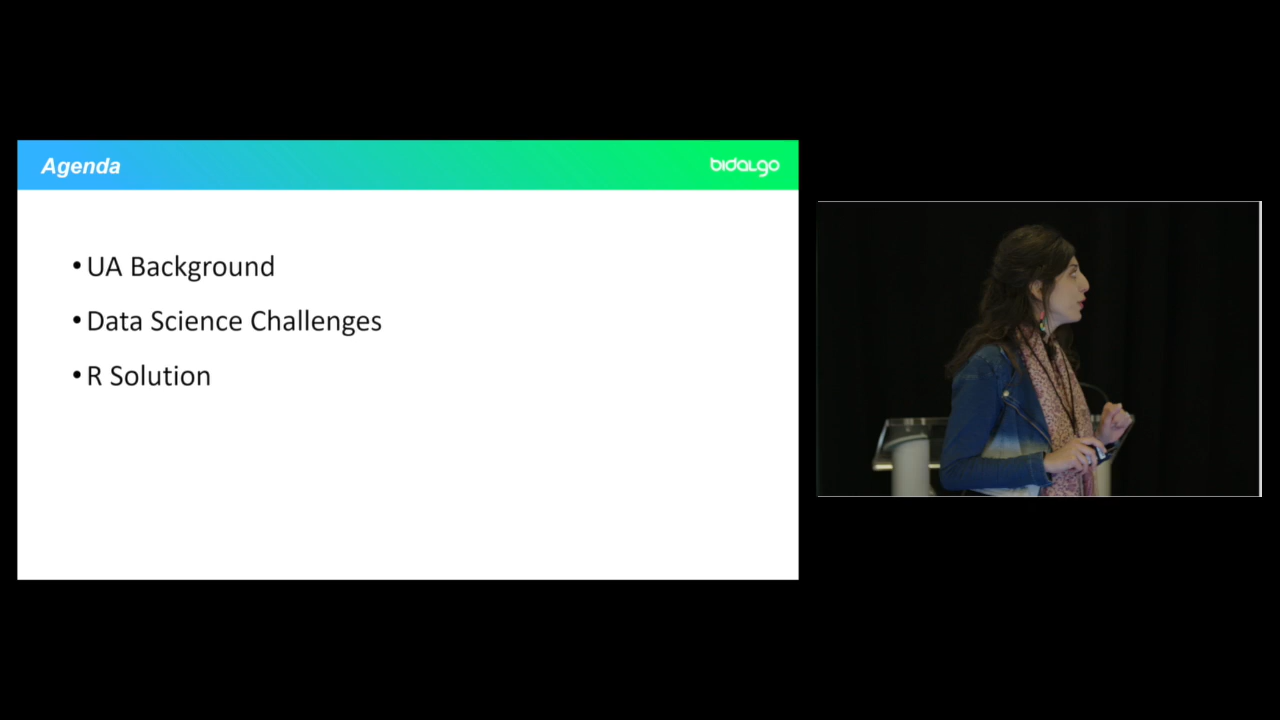 Agenda
bidalgo
• UA Background
• Data Science Challenges
• R Solution